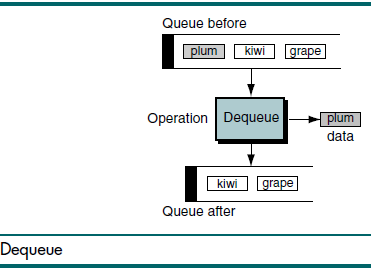 Queue before
plum kiwi grape
Operation Dequeue plum
data
kiwi grape
Queue after
Dequeue